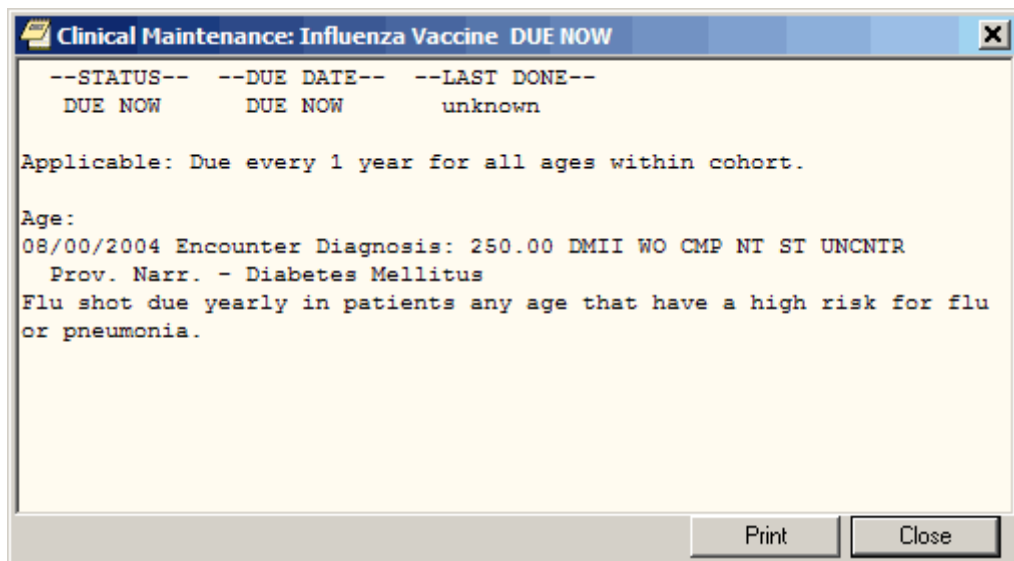 Clinical Maintenance: Influenza Vaccine DUE NOW
--STATUS-- --DUE DATE-- --LAST DONE--
DUE NOW DUE NOW unknown
Applicable: Due every 1 year for all ages within cohort.
Age:
08/00/2004 Encounter Diagnosis: 250.00 DMII WO CMP NT ST UNCNTR
Prov. Narr. - Diabetes Mellitus
Flu shot due yearly in patients any age that have a high risk for flu
or pneumonia.
Print Close